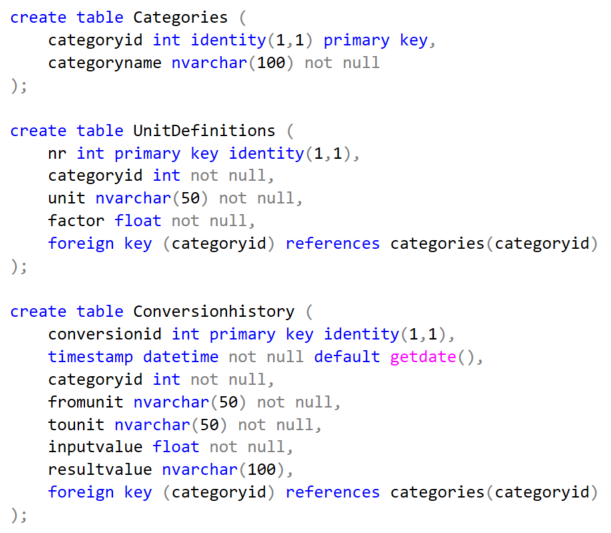 create table Categories (
    categoryid int identity(1,1) primary key,
    categoryname nvarchar(100) not null
);

create table UnitDefinitions (
    nr int primary key identity(1,1),
    categoryid int not null,
    unit nvarchar(50) not null,
    factor float not null,
    foreign key (categoryid) references categories(categoryid)
);

create table Conversionhistory (
    conversionid int primary key identity(1,1),
    timestamp datetime not null default getdate(),
    categoryid int not null,
    fromunit nvarchar(50) not null,
    tounit nvarchar(50) not null,
    inputvalue float not null,
    resultvalue nvarchar(100),
    foreign key (categoryid) references categories(categoryid)
);